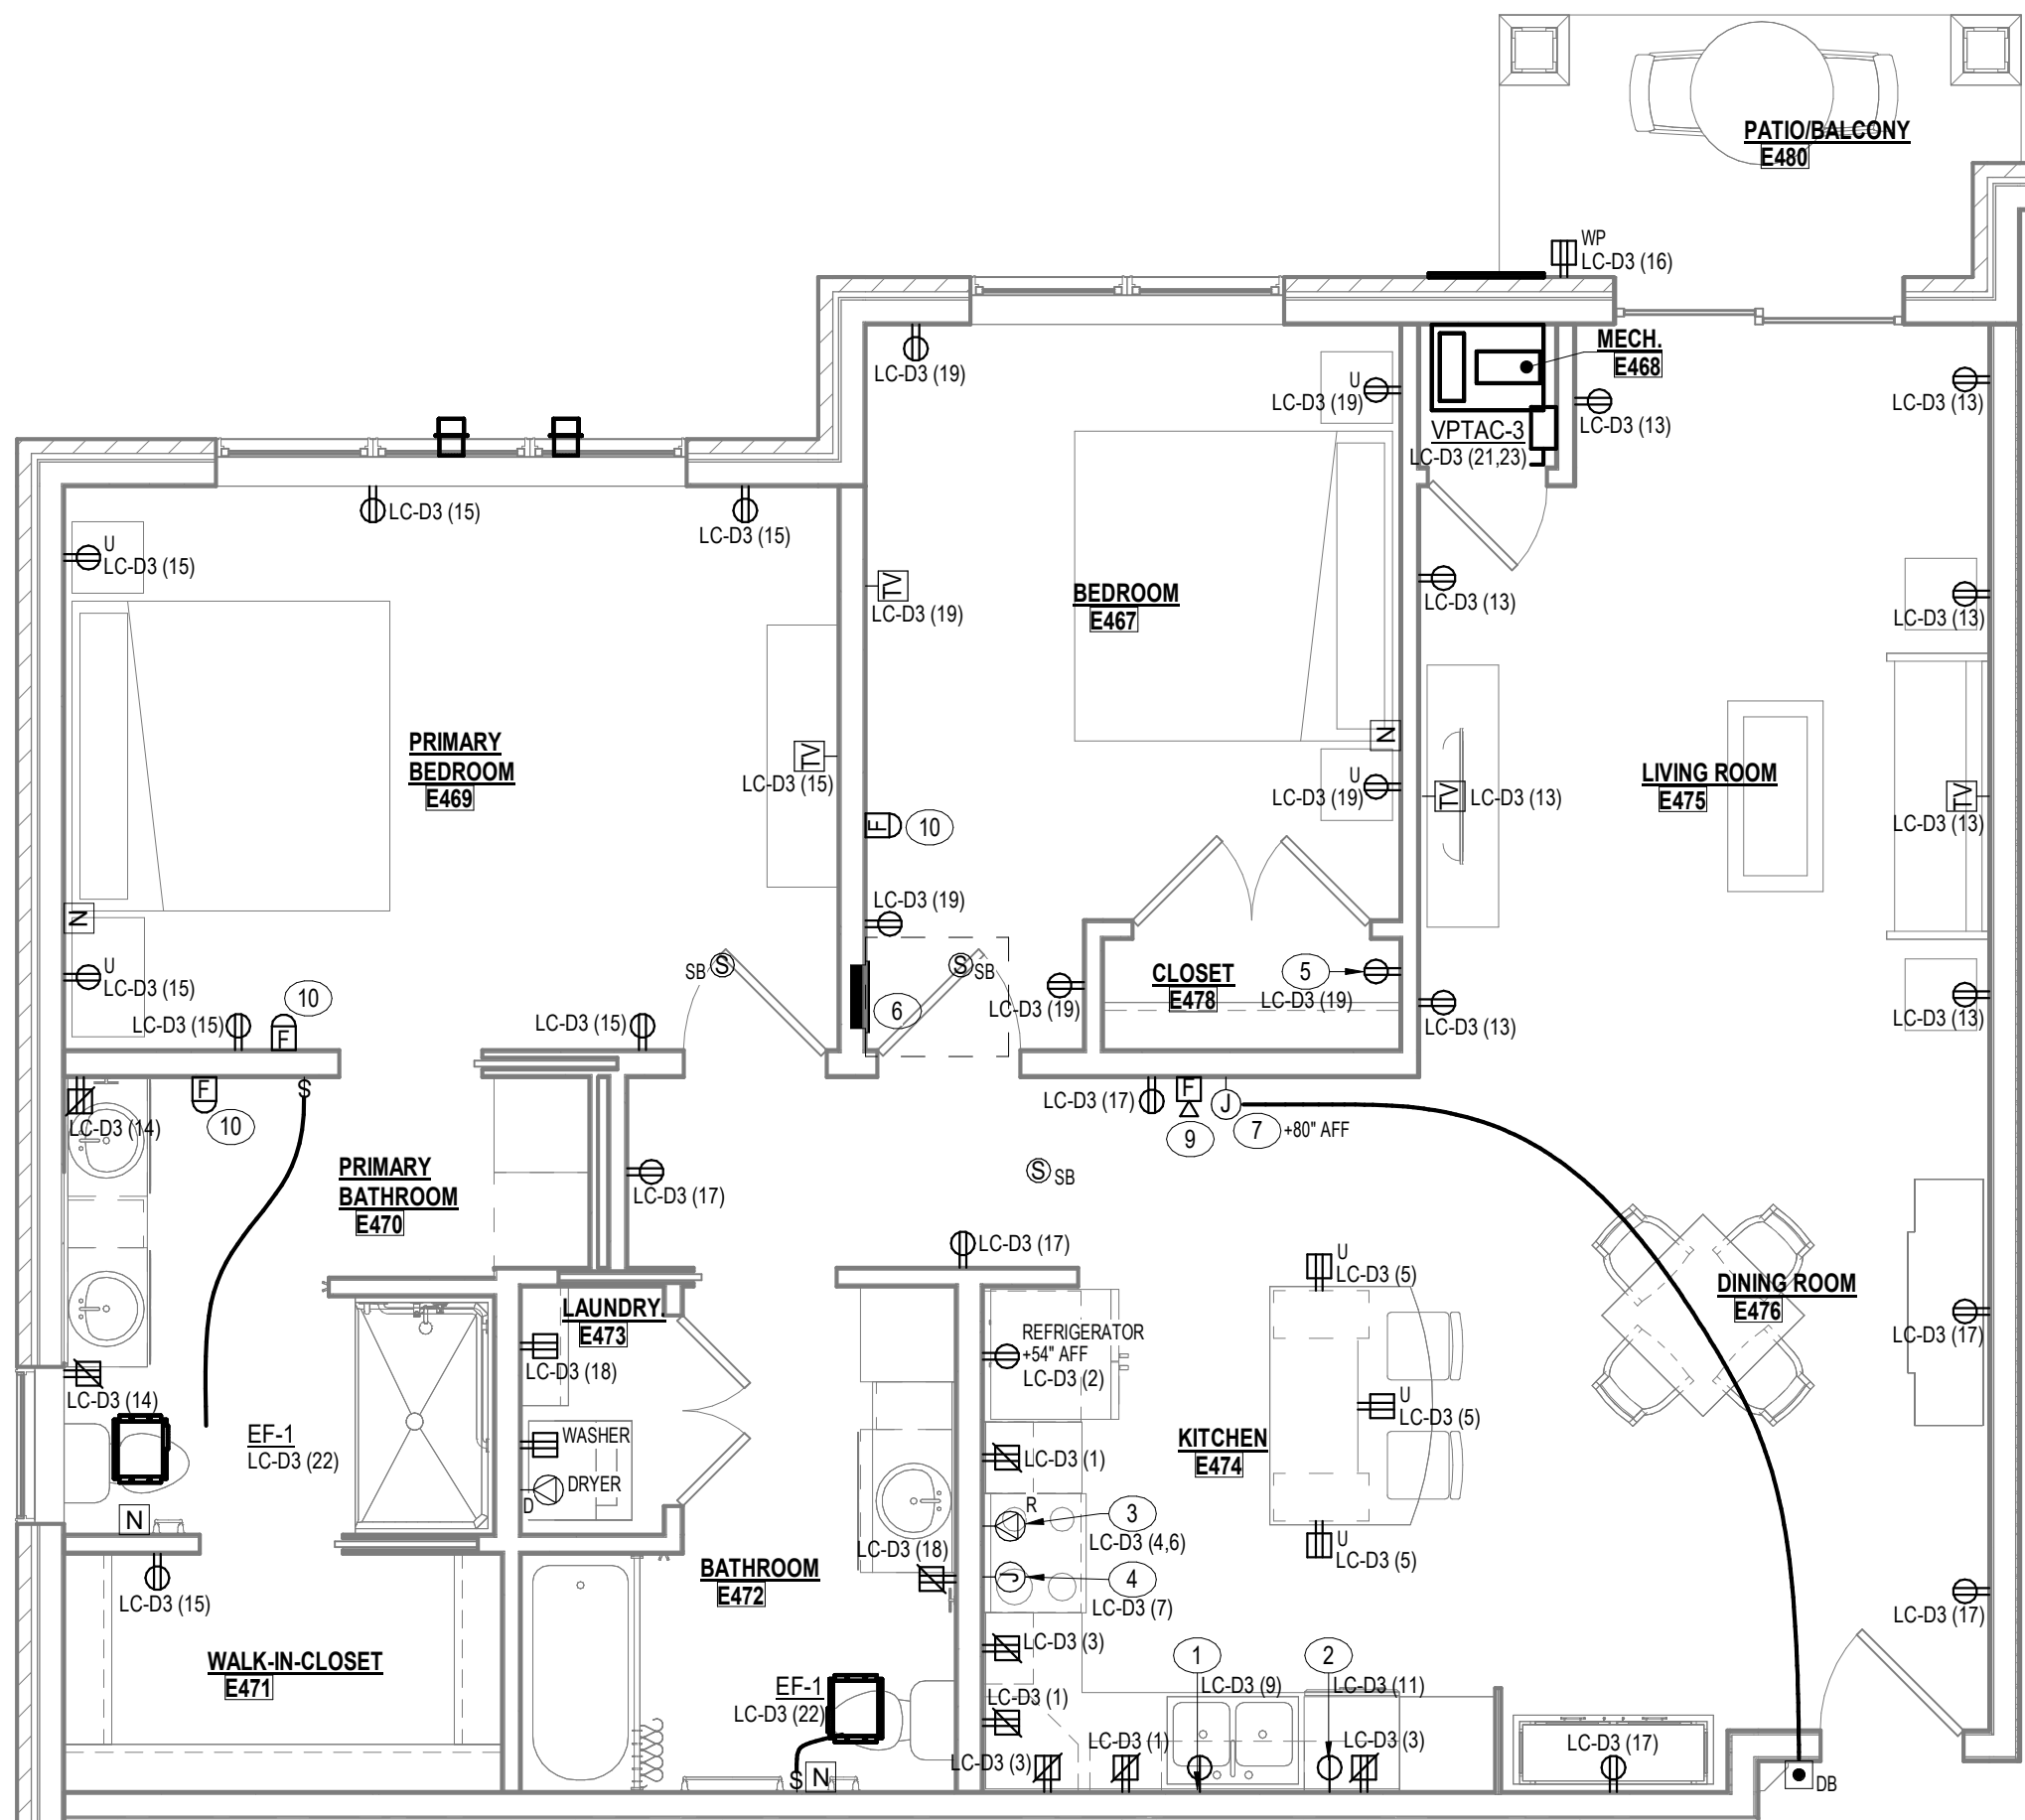 PATIO/BALCONY
E480
WP
LC-D3 (16)
MECH.
E468
LC-D3 (19)
U
LC-D3 (19)
LC-D3 (13)
LC-D3 (13)
VPTAC-3
LC-D3 (21,23)
LC-D3 (15)
LC-D3 (15)
U
LC-D3 (15)
TV
LC-D3 (19)
BEDROOM
E467
LC-D3 (13)
LC-D3 (13)
PRIMARY
BEDROOM
E469
TV
LC-D3 (15)
N
U
LC-D3 (19)
TV
LC-D3 (13)
LIVING ROOM
E475
TV
LC-D3 (13)
F
10
N
LC-D3 (19)
U
LC-D3 (15)
SB
S
S
SB
CLOSET
E478
5
LC-D3 (19)
LC-D3 (19)
6
LC-D3 (13)
LC-D3 (13)
10
LC-D3 (15)
F
LC-D3 (15)
S
F
10
LC-D3 (14)
LC-D3 (17)
F
9
J
7
+80" AFF
PRIMARY
BATHROOM
E470
LC-D3 (17)
S
SB
LC-D3 (17)
LAUNDRY.
E473
LC-D3 (18)
REFRIGERATOR
+54" AFF
LC-D3 (2)
U
LC-D3 (5)
DINING ROOM
E476
LC-D3 (17)
LC-D3 (14)
EF-1
LC-D3 (22)
WASHER
DRYER
D
U
LC-D3 (5)
KITCHEN
E474
LC-D3 (1)
R
3
LC-D3 (4,6)
N
U
LC-D3 (5)
LC-D3 (18)
J
4
LC-D3 (7)
BATHROOM
E472
LC-D3 (15)
LC-D3 (17)
LC-D3 (3)
WALK-IN-CLOSET
E471
EF-1
LC-D3 (22)
1
LC-D3 (9)
2
LC-D3 (11)
LC-D3 (1)
LC-D3 (3)
LC-D3 (1)
LC-D3 (3)
LC-D3 (17)
S
N
DB